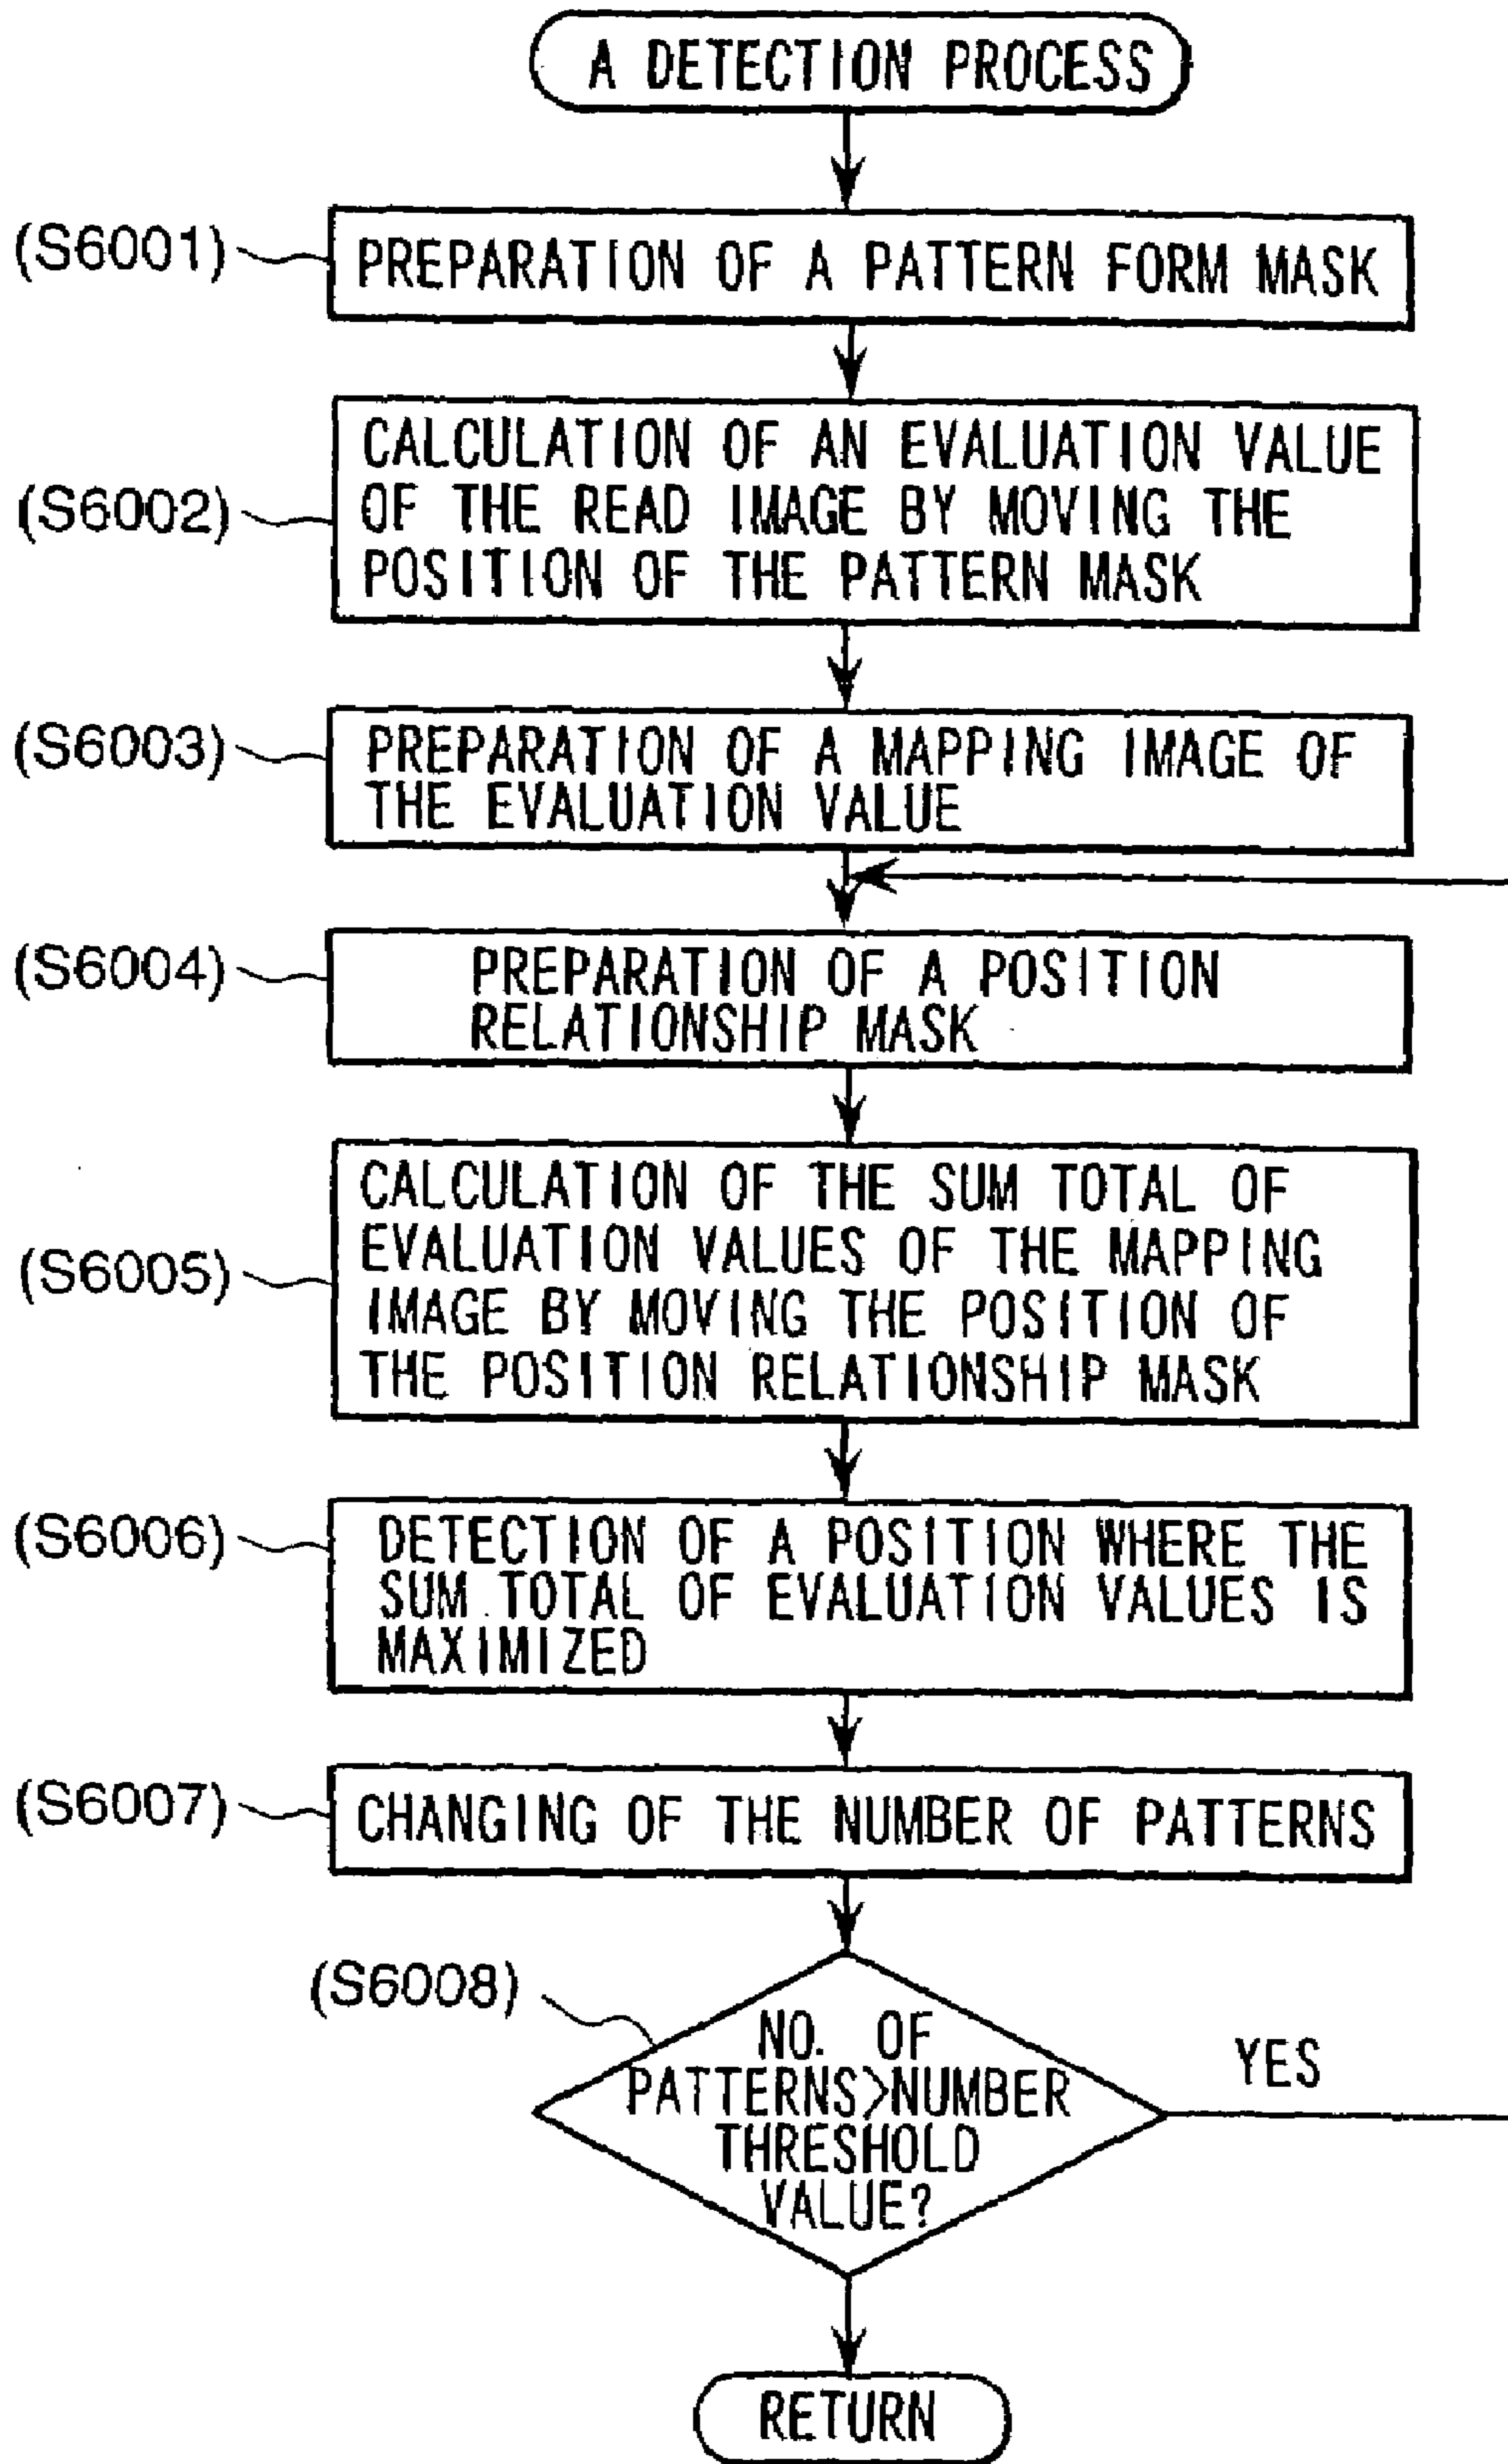 A DETECTION PROCESS
(S6001)
PREPARATION OF A PATTERN FORM MASK
(S6002)
CALCULATION OF AN EVALUATION VALUE
OF THE READ IMAGE BY MOVING THE
POSITION OF THE PATTERN MASK
(S6003)
PREPARATION OF A MAPPING IMAGE OF
THE EVALUATION VALUE
(S6004)
PREPARATION OF A POSITION
RELATIONSHIP MASK
(S6005)
CALCULATION OF THE SUM TOTAL OF
EVALUATION VALUES OF THE MAPPING
IMAGE BY MOVING THE POSITION OF
THE POSITION RELATIONSHIP MASK
(S6006)
DETECTION OF A POSITION WHERE THE
SUM TOTAL OF EVALUATION VALUES IS
MAXIMIZED
(S6007)
CHANGING OF THE NUMBER OF PATTERNS
(S6008)
NO. OF
PATTERNS>NUMBER
THRESHOLD
VALUE?
YES
RETURN